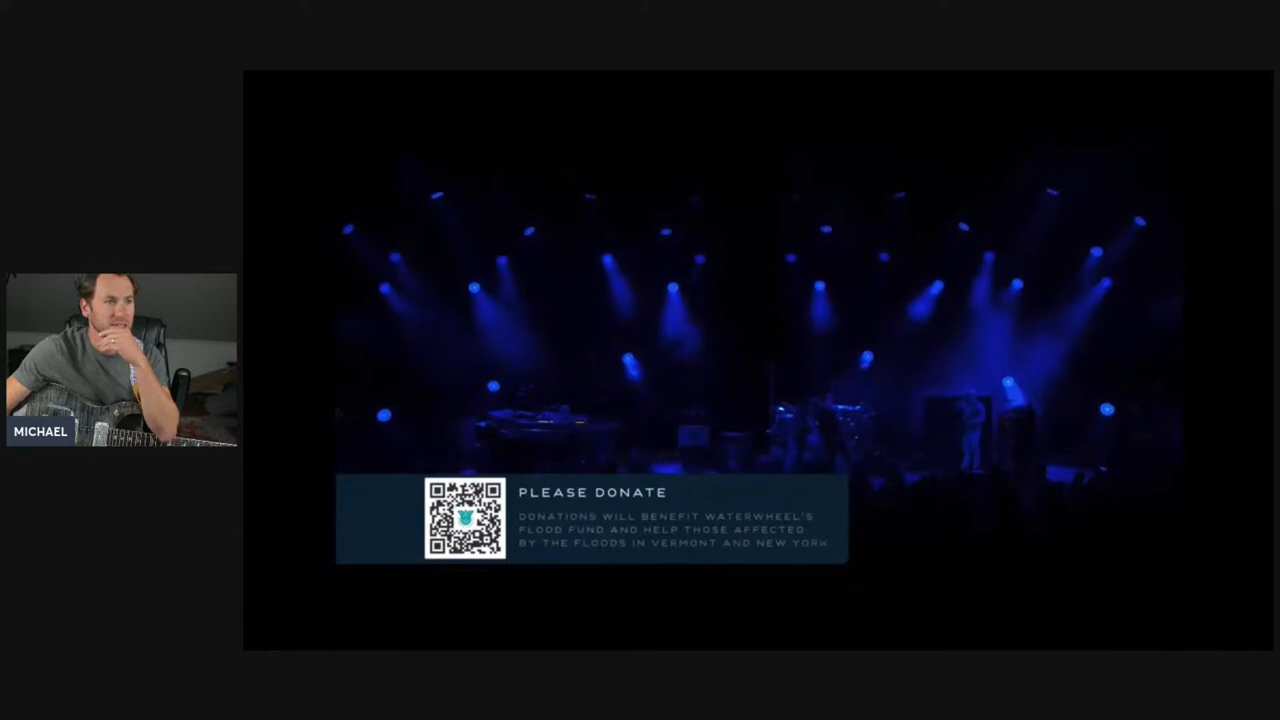 MICHAEL
PLEASE DONATE
DONATIONS WILL BENEFIT WATERWHEEL'S
FLOOD FUND AND HELP THOSE AFFECTED
BY THE FLOODS IN VERMONT AND NEW YORK